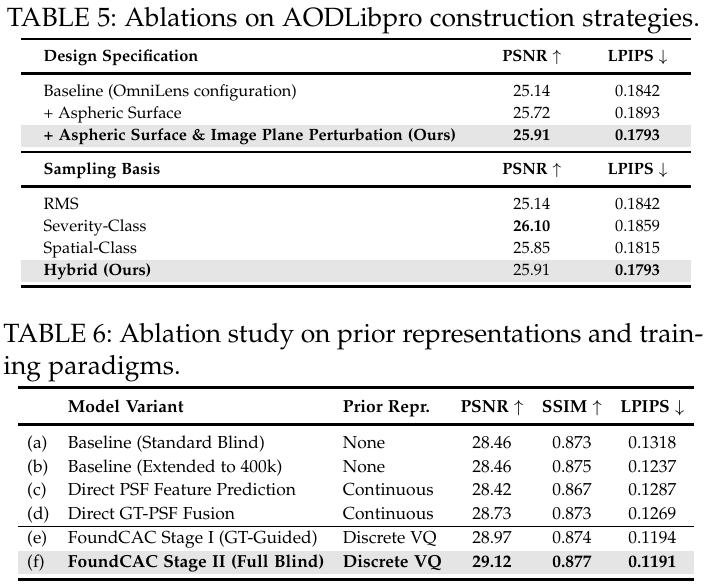 TABLE 5: Ablations on AODLibpro construction strategies.
Design Specification PSNR ↑ LPIPS ↓
Baseline (OmniLens configuration) 25.14 0.1842
+ Aspheric Surface 25.72 0.1893
+ Aspheric Surface & Image Plane Perturbation (Ours) 25.91 0.1793
Sampling Basis PSNR ↑ LPIPS ↓
RMS 25.14 0.1842
Severity-Class 26.10 0.1859
Spatial-Class 25.85 0.1815
Hybrid (Ours) 25.91 0.1793
TABLE 6: Ablation study on prior representations and train-
ing paradigms.
Model Variant Prior Repr. PSNR ↑ SSIM ↑ LPIPS ↓
(a) Baseline (Standard Blind) None 28.46 0.873 0.1318
(b) Baseline (Extended to 400k) None 28.46 0.875 0.1237
(c) Direct PSF Feature Prediction Continuous 28.42 0.867 0.1287
(d) Direct GT-PSF Fusion Continuous 28.73 0.873 0.1269
(e) FoundCAC Stage I (GT-Guided) Discrete VQ 28.97 0.874 0.1194
(f) FoundCAC Stage II (Full Blind) Discrete VQ 29.12 0.877 0.1191